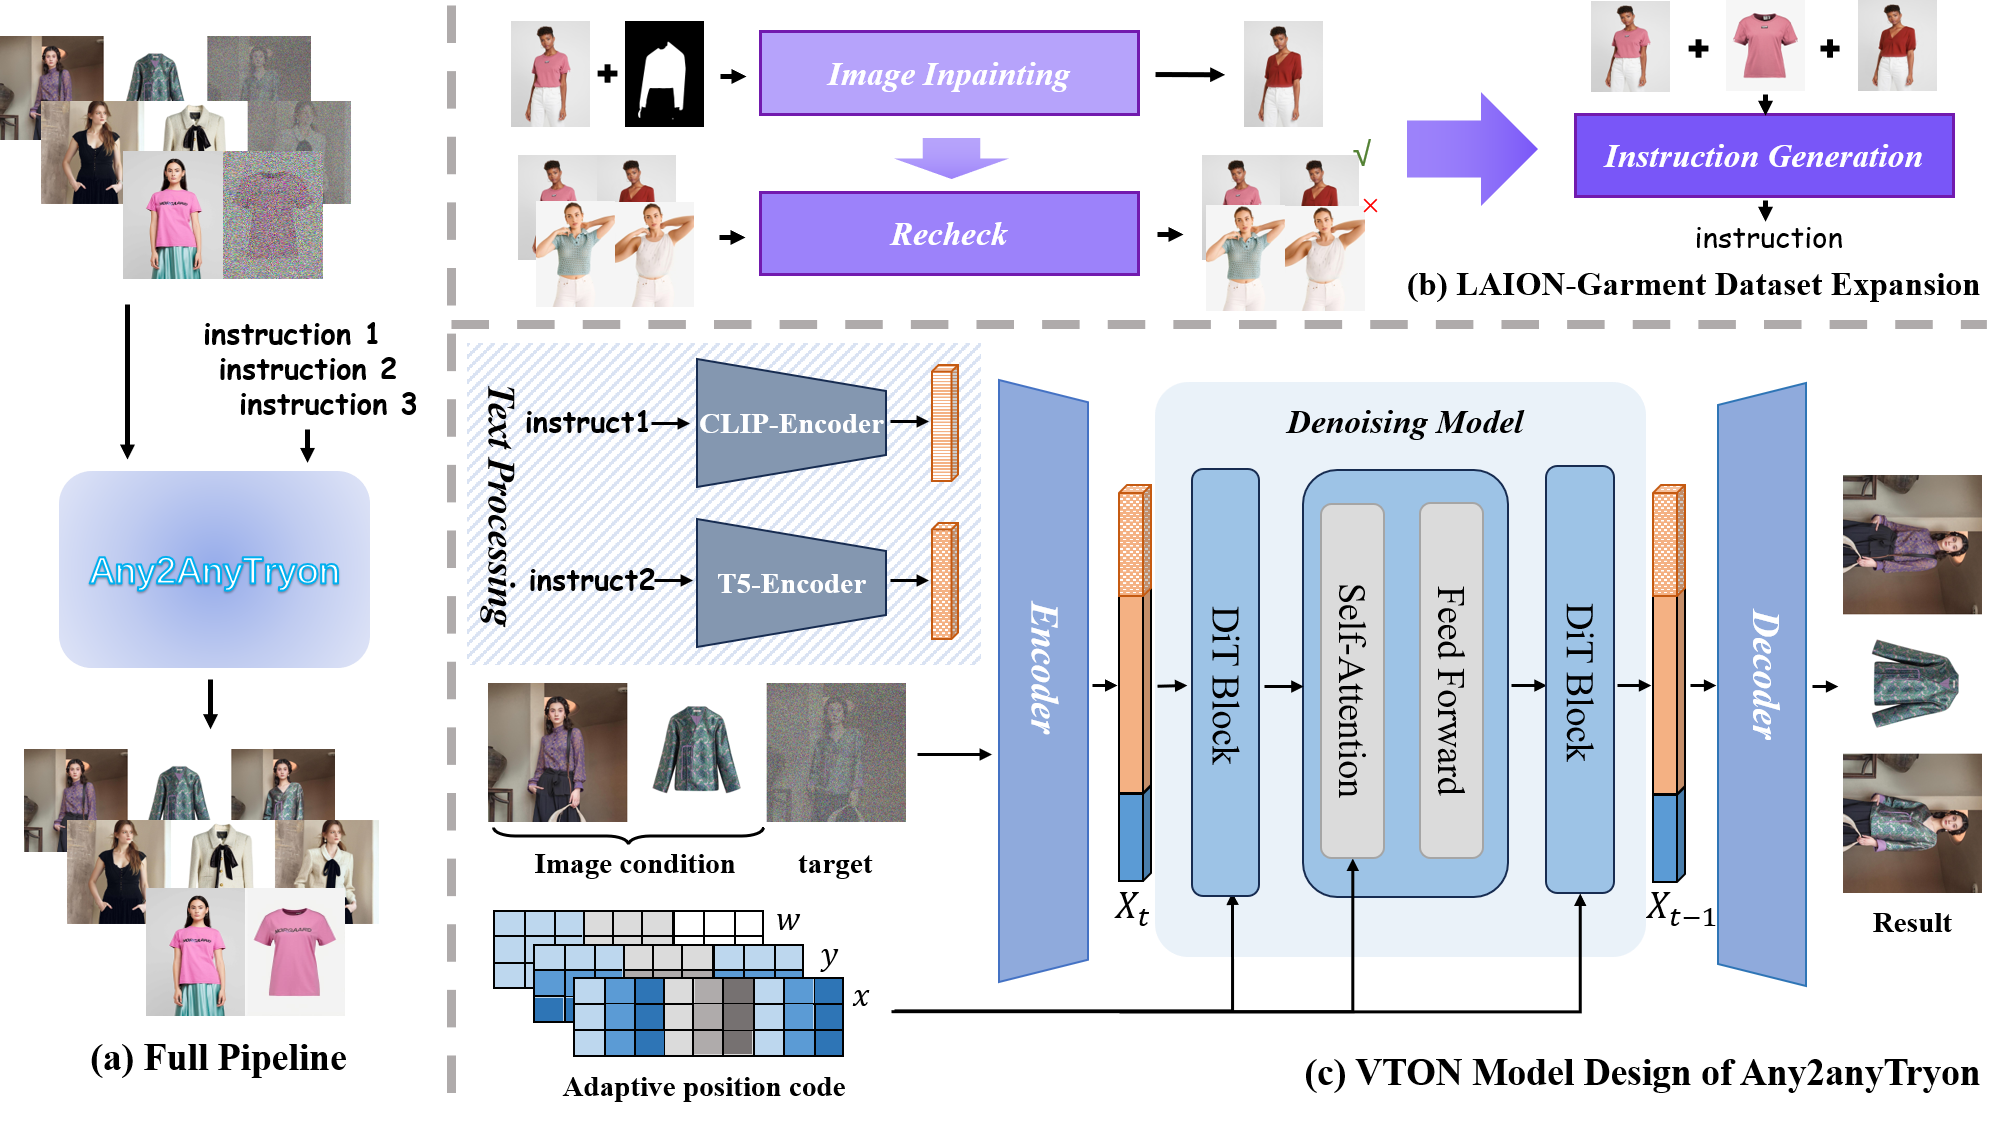 instruction 1
instruction 2
instruction 3
Any2AnyTryon
(a) Full Pipeline
Image Inpainting
Recheck
√
×
Instruction Generation
instruction
(b) LAION-Garment Dataset Expansion
Text Processing
instruct1
CLIP-Encoder
instruct2
T5-Encoder
Image condition
target
w
y
x
Adaptive position code
Encoder
X_t
Denoising Model
DiT Block
Self-Attention
Feed Forward
DiT Block
X_{t-1}
Decoder
Result
(c) VTON Model Design of Any2anyTryon